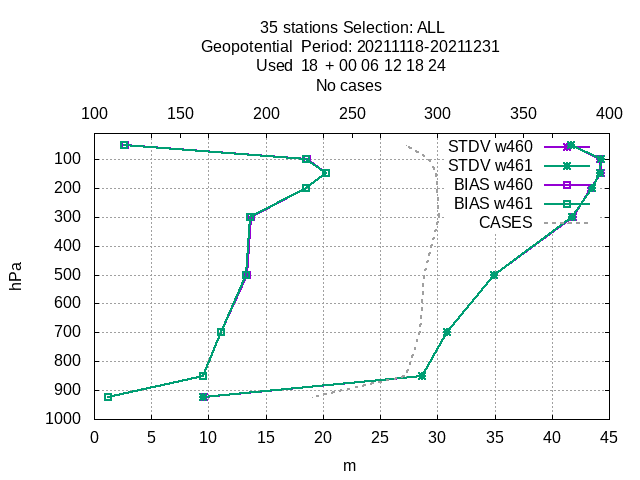 35 stations Selection: ALL
Geopotential  Period: 20211118-20211231
Used  18  + 00 06 12 18 24
No cases
100 150 200 250 300 350 400
STDV w460
STDV w461
BIAS w460
BIAS w461
CASES
100
200
300
400
500
600
700
800
900
1000
hPa
0 5 10 15 20 25 30 35 40 45
m